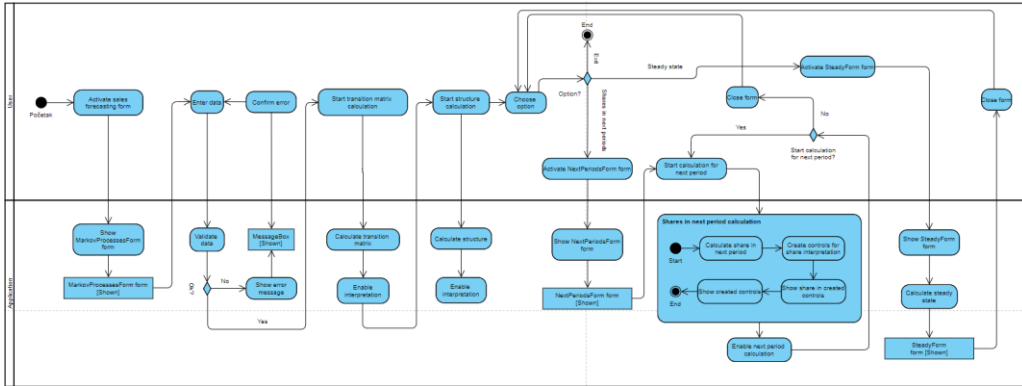 User
Početak
Activate sales
forecasting form
Enter data
Confirm error
Start transition matrix
calculation
Start structure
calculation
Choose
option
End
End
Option?
Steady state
Shares in next periods
Activate SteadyForm form
Close form
No
Yes
Start calculation
for next period?
Close form
Activate NextPeriodsForm form
Start calculation for
next period
Application
Show
MarkovProcessesForm
form
MarkovProcessesForm form
[Shown]
Validate
data
Ok?
No
Yes
MessageBox
[Shown]
Show error
message
Calculate transition
matrix
Enable
interpretation
Calculate structure
Enable
interpretation
Show NextPeriodsForm
form
NextPeriodsForm form
[Shown]
Shares in next period calculation
Start
Calculate share in
next period
Create controls for
share interpretation
Show share in created
controls
Show created controls
End
Enable next period
calculation
Show SteadyForm
form
Calculate steady
state
SteadyForm
form [Shown]